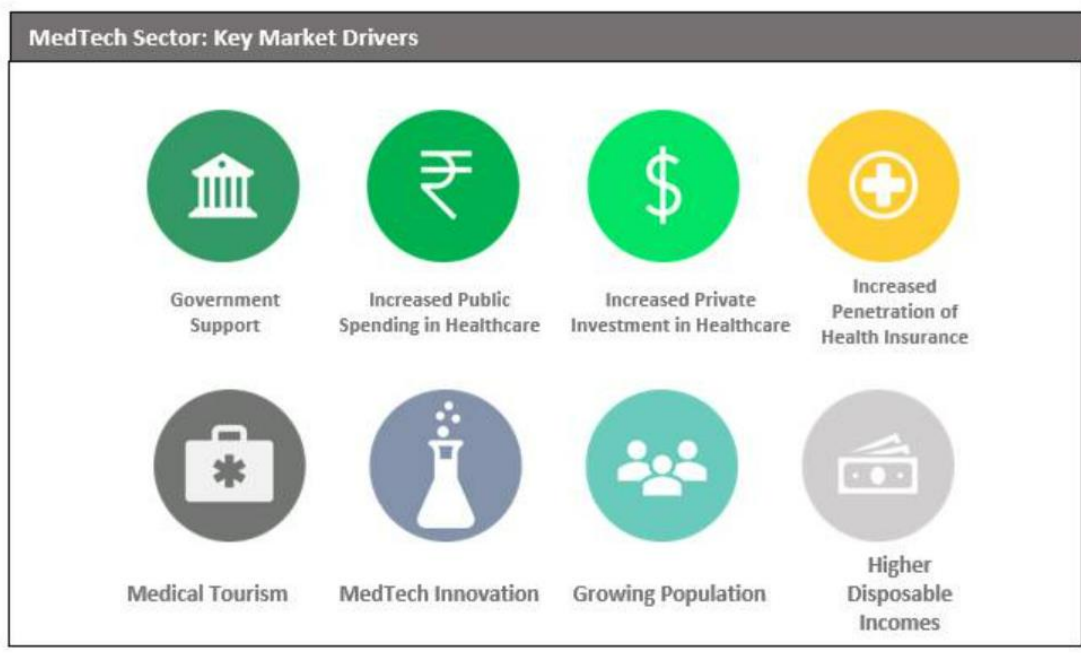 MedTech Sector: Key Market Drivers
₹
$
Government
Support
Increased Public
Spending in Healthcare
Increased Private
Investment in Healthcare
Increased
Penetration of
Health Insurance
Medical Tourism
MedTech Innovation
Growing Population
Higher
Disposable
Incomes